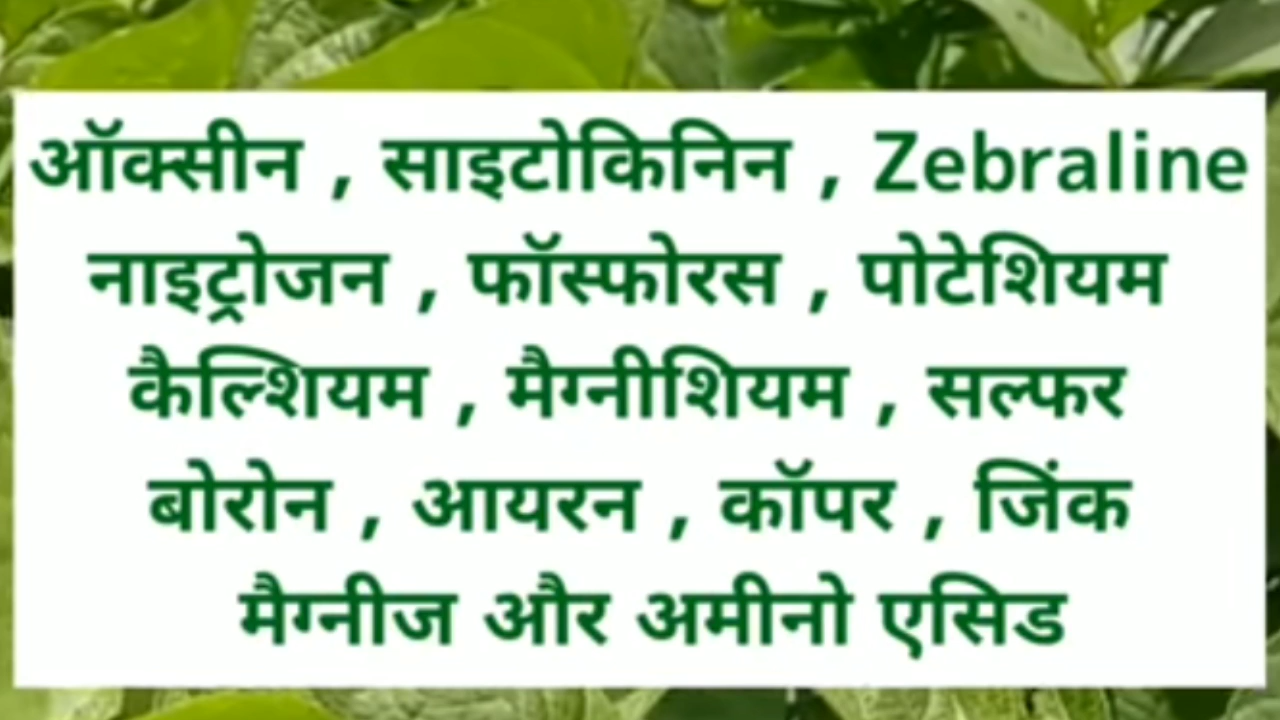 ऑक्सीन , साइटोकिनिन , Zebraline
नाइट्रोजन , फॉस्फोरस , पोटेशियम
कैल्शियम , मैग्नीशियम , सल्फर
बोरोन , आयरन , कॉपर , जिंक
मैग्नीज और अमीनो एसिड